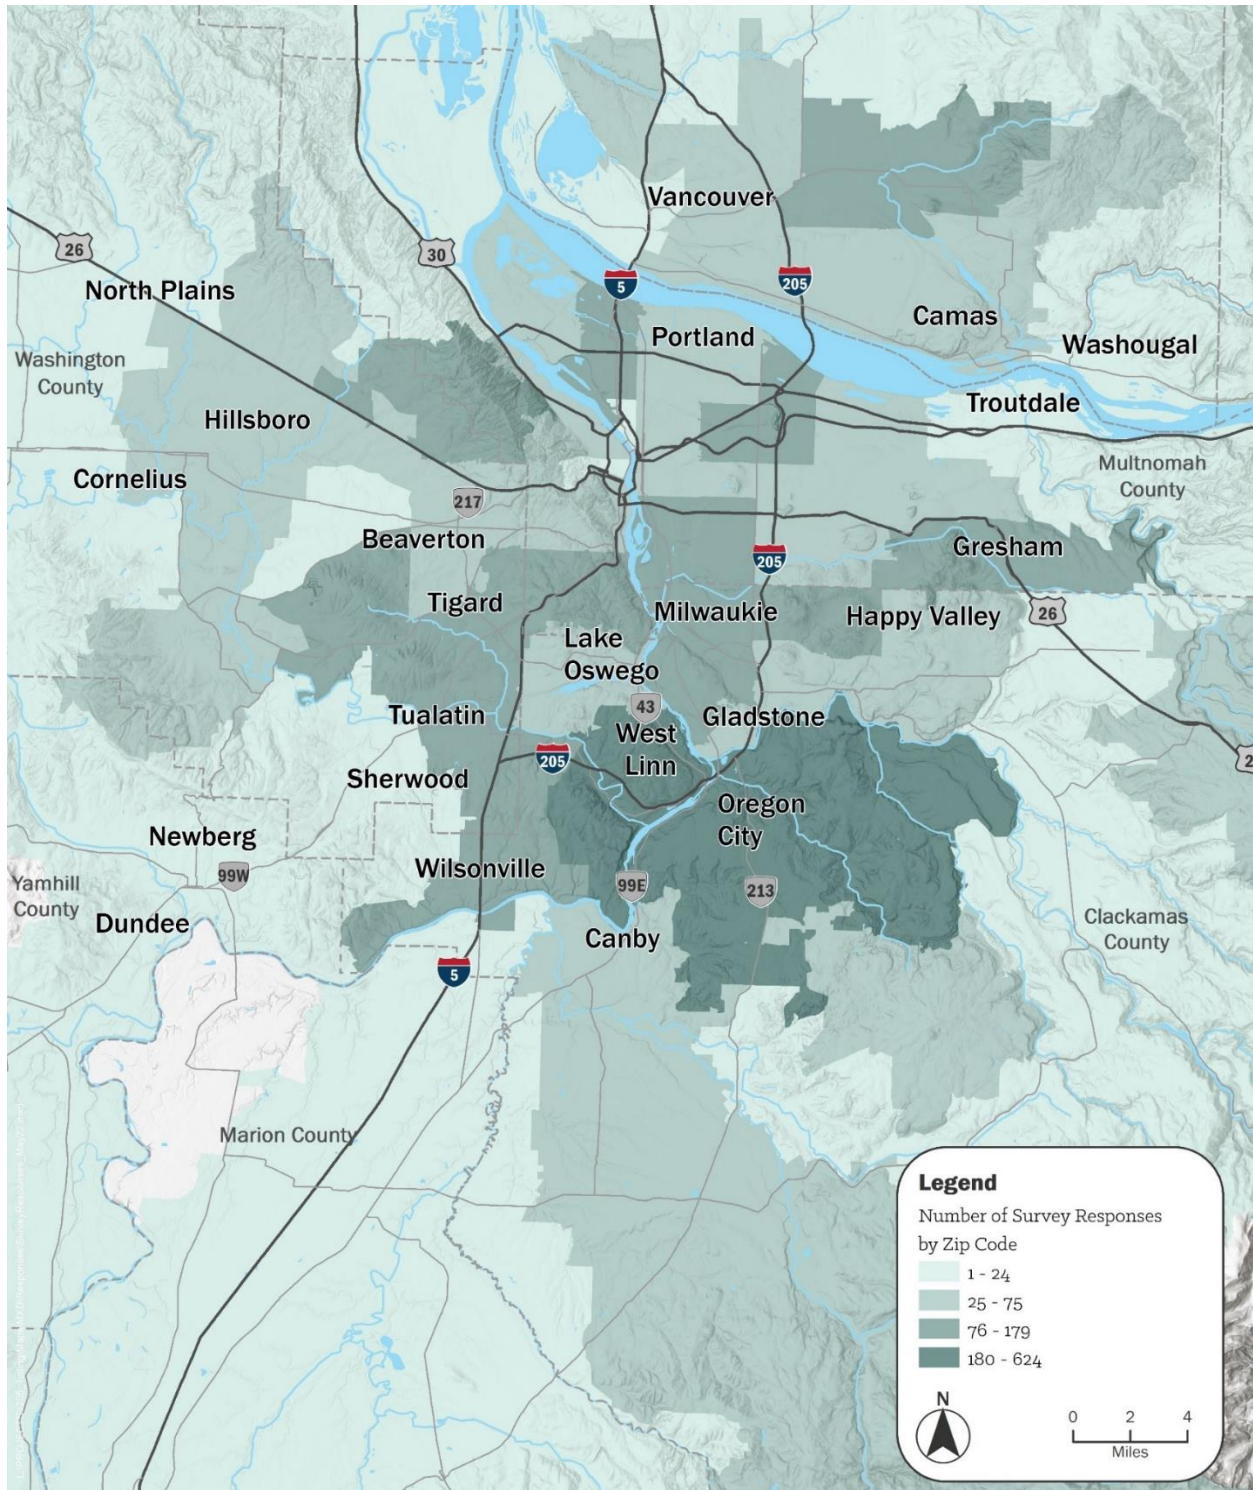 Vancouver
26
30
North Plains
5
205
Camas
Portland
Washougal
Washington
County
Troutdale
Hillsboro
Multnomah
County
Cornelius
217
Beaverton
205
Gresham
Tigard
Milwaukie
Happy Valley
26
Lake
Oswego
Tualatin
43
Gladstone
West
Linn
205
2
Sherwood
Oregon
City
Newberg
99W
Wilsonville
99E
213
Yamhill
County
Dundee
Canby
Clackamas
County
5
Marion County
Legend
Number of Survey Responses
by Zip Code
1 - 24
25 - 75
76 - 179
180 - 624
N
0 2 4
Miles